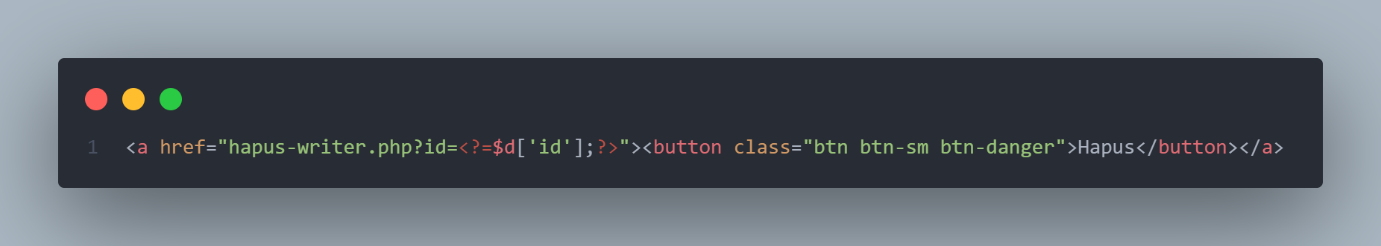 1 <a href="hapus-writer.php?id=<?=$d['id'];?>"><button class="btn btn-sm btn-danger">Hapus</button></a>